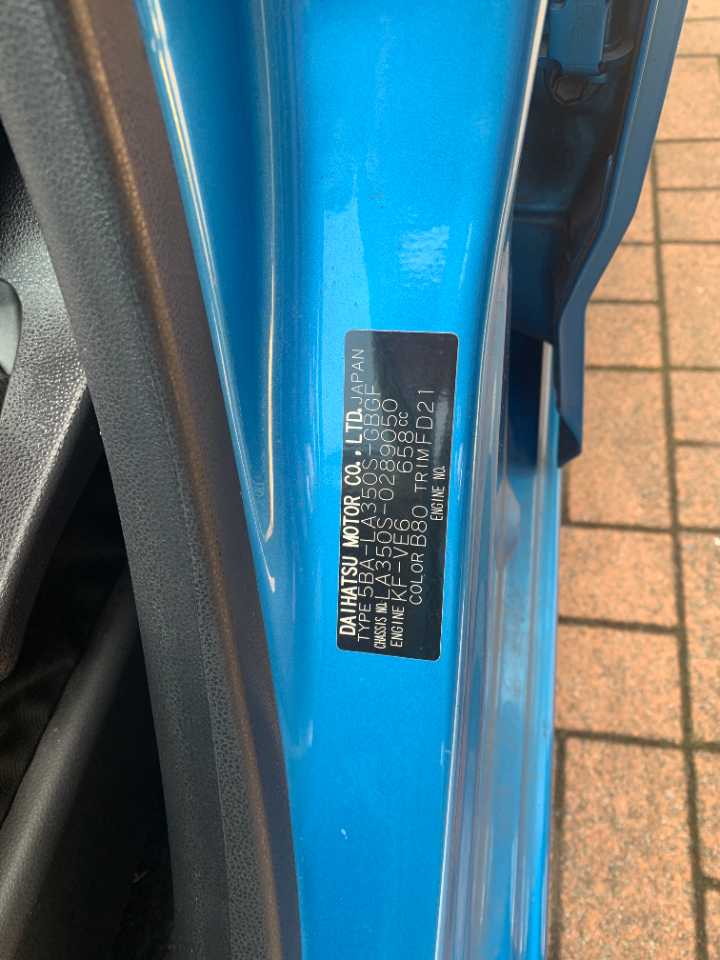 DAIHATSU MOTOR CO., LTD. JAPAN
TYPE 5BA-LA350S-GBGF
CHASSIS NO. LA350S-0289050
ENGINE KF-VE6 658cc
COLOR B80 TRIM FD21
ENGINE NO.